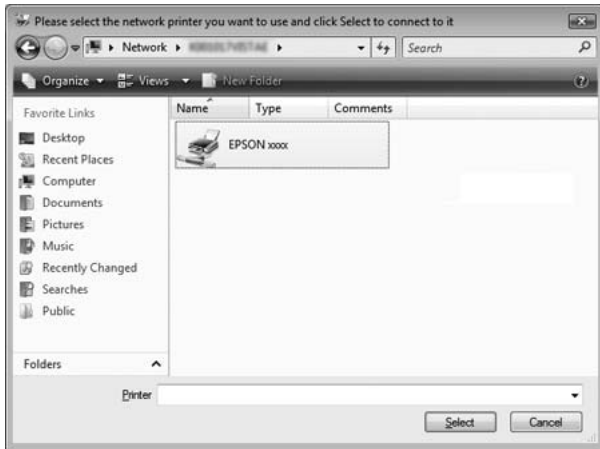 Please select the network printer you want to use and click Select to connect to it
Network
Search
Organize Views New Folder
Favorite Links
Name Type Comments
Desktop
EPSON xxxx
Recent Places
Computer
Documents
Pictures
Music
Recently Changed
Searches
Public
Folders
Printer
Select Cancel